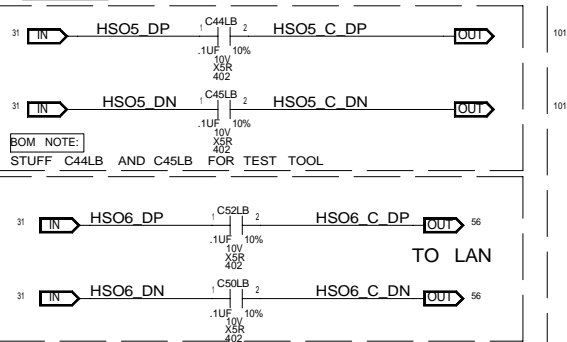 C44LB
31 IN HSO5_DP 1 2 HSO5_C_DP OUT 101
.1UF 10%
10V
X5R
402
C45LB
31 IN HSO5_DN 1 2 HSO5_C_DN OUT 101
.1UF 10%
10V
X5R
402
BOM NOTE:
STUFF C44LB AND C45LB FOR TEST TOOL
C52LB
31 IN HSO6_DP 1 2 HSO6_C_DP OUT 56
.1UF 10%
10V
X5R
402
TO LAN
C50LB
31 IN HSO6_DN 1 2 HSO6_C_DN OUT 56
.1UF 10%
10V
X5R
402